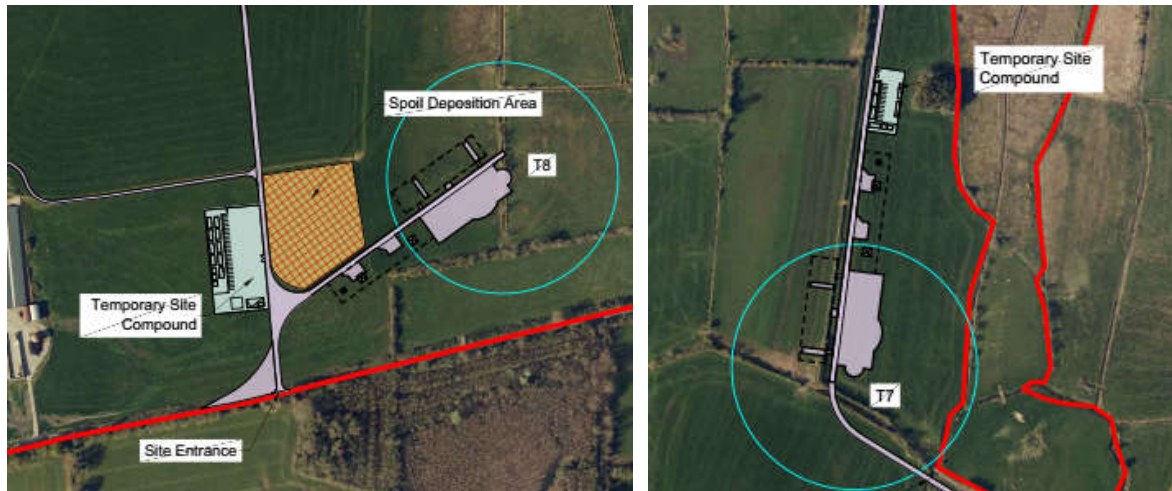 Spoil Deposition Area
T8
Temporary Site
Compound
Site Entrance
Temporary Site
Compound
T7